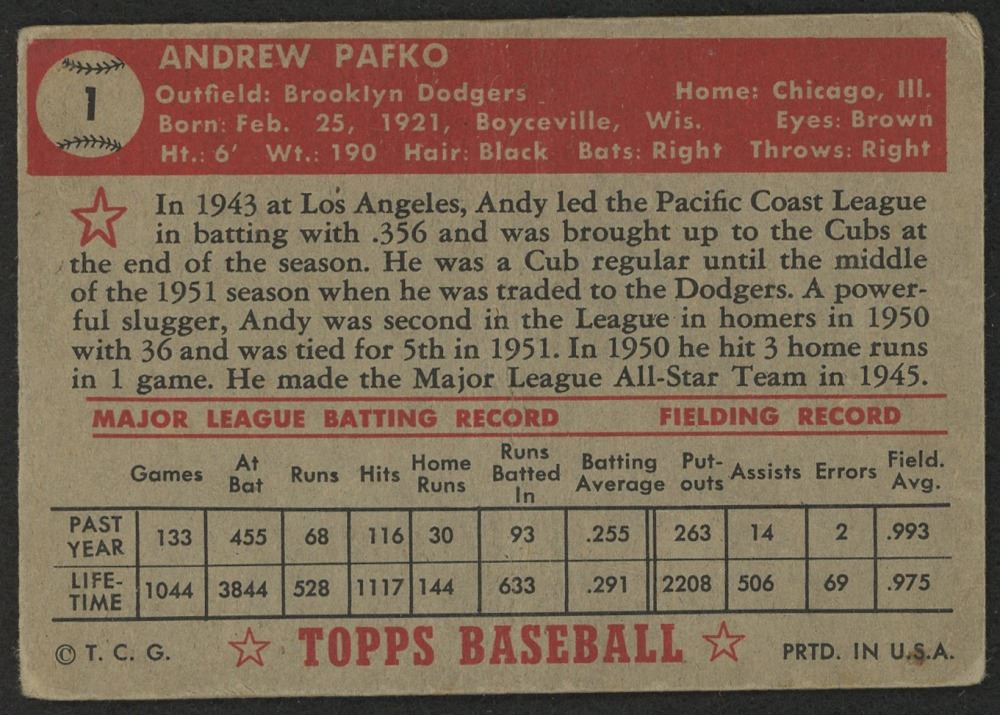 1
ANDREW PAFKO
Outfield: Brooklyn Dodgers Home: Chicago, Ill.
Born: Feb. 25, 1921, Boyceville, Wis. Eyes: Brown
Ht.: 6' Wt.: 190 Hair: Black Bats: Right Throws: Right
In 1943 at Los Angeles, Andy led the Pacific Coast League
in batting with .356 and was brought up to the Cubs at
the end of the season. He was a Cub regular until the middle
of the 1951 season when he was traded to the Dodgers. A power-
ful slugger, Andy was second in the League in homers in 1950
with 36 and was tied for 5th in 1951. In 1950 he hit 3 home runs
in 1 game. He made the Major League All-Star Team in 1945.
MAJOR LEAGUE BATTING RECORD FIELDING RECORD
Games At Bat Runs Hits Home Runs Runs Batted In Batting Average Put-outs Assists Errors Field. Avg.
PAST YEAR 133 455 68 116 30 93 .255 263 14 2 .993
LIFE-TIME 1044 3844 528 1117 144 633 .291 2208 506 69 .975
© T. C. G. TOPPS BASEBALL PRTD. IN U.S.A.